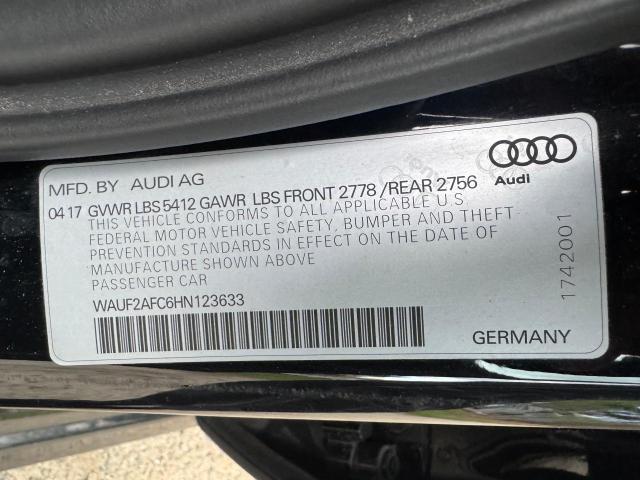 MFD. BY AUDI AG
Audi
04 17 GVWR LBS 5412 GAWR LBS FRONT 2778 /REAR 2756
THIS VEHICLE CONFORMS TO ALL APPLICABLE U.S
FEDERAL MOTOR VEHICLE SAFETY, BUMPER AND THEFT
PREVENTION STANDARDS IN EFFECT ON THE DATE OF
MANUFACTURE SHOWN ABOVE
PASSENGER CAR
WAUF2AFC6HN123633
GERMANY
1742001